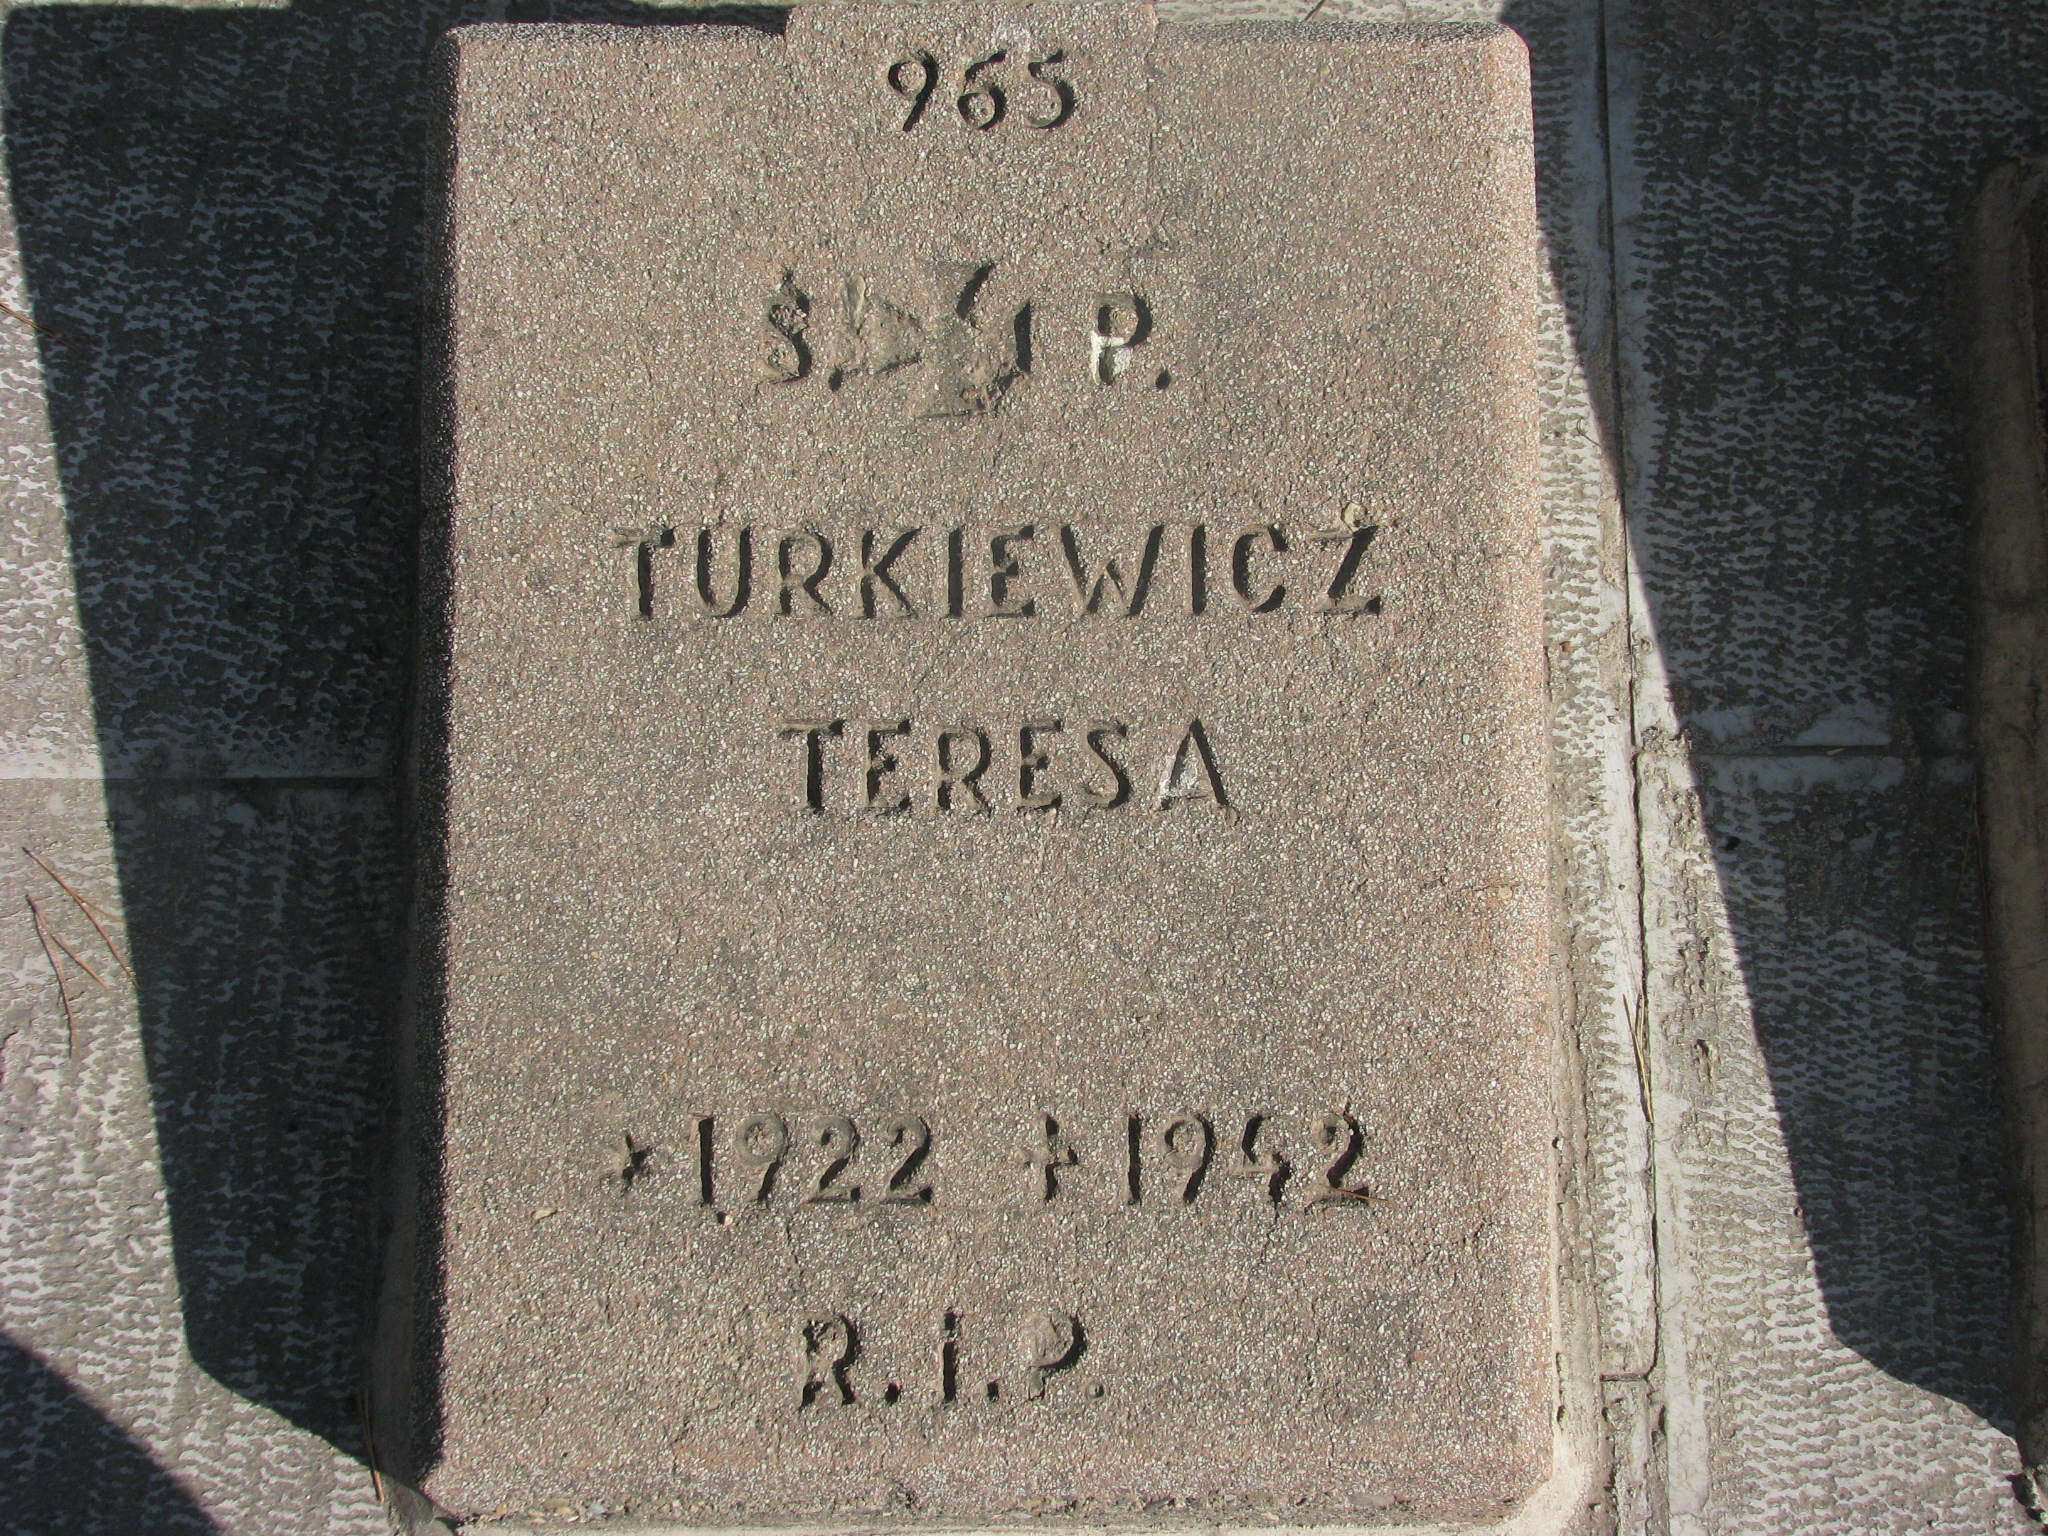 965
Ś. P.
TURKIEWICZ
TERESA
* 1922 + 1942
R.I.P.